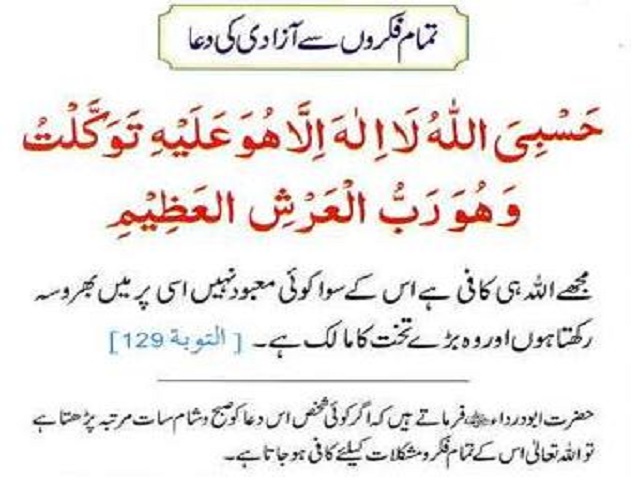 تمام فکروں سے آزادی کی دعا
حَسْبِیَ اللّٰهُ لَا اِلٰهَ اِلَّا هُوَ عَلَیْهِ تَوَکَّلْتُ
وَهُوَ رَبُّ الْعَرْشِ الْعَظِیْمِ
مجھے اللہ ہی کافی ہے اس کے سوا کوئی معبود نہیں اسی پر میں بھروسہ
رکھتا ہوں اور وہ بڑے تخت کا مالک ہے۔ [التوبة 129]
حضرت ابودرداء رضی اللہ عنہ فرماتے ہیں کہ اگر کوئی شخص اس دعا کو صبح و شام سات مرتبہ پڑھتا ہے
تو اللہ تعالیٰ اس کے تمام فکر و مشکلات کیلئے کافی ہو جاتا ہے۔